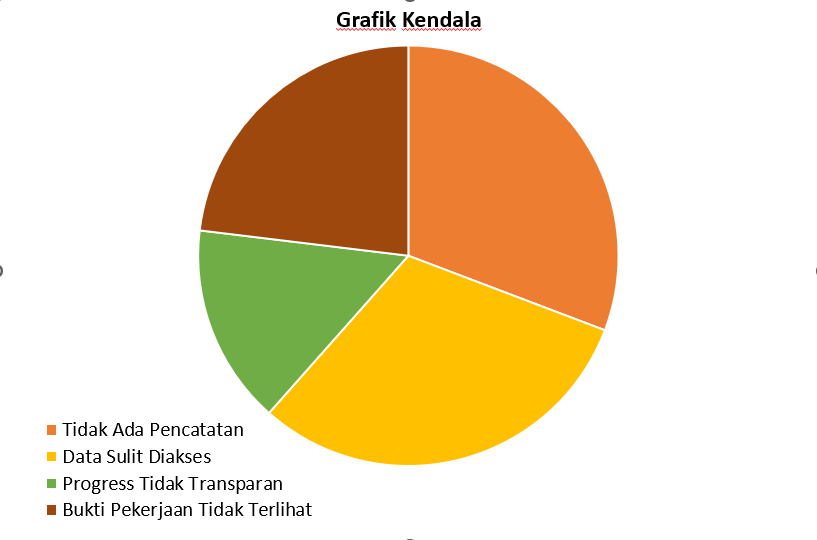 Grafik Kendala
Tidak Ada Pencatatan
Data Sulit Diakses
Progress Tidak Transparan
Bukti Pekerjaan Tidak Terlihat